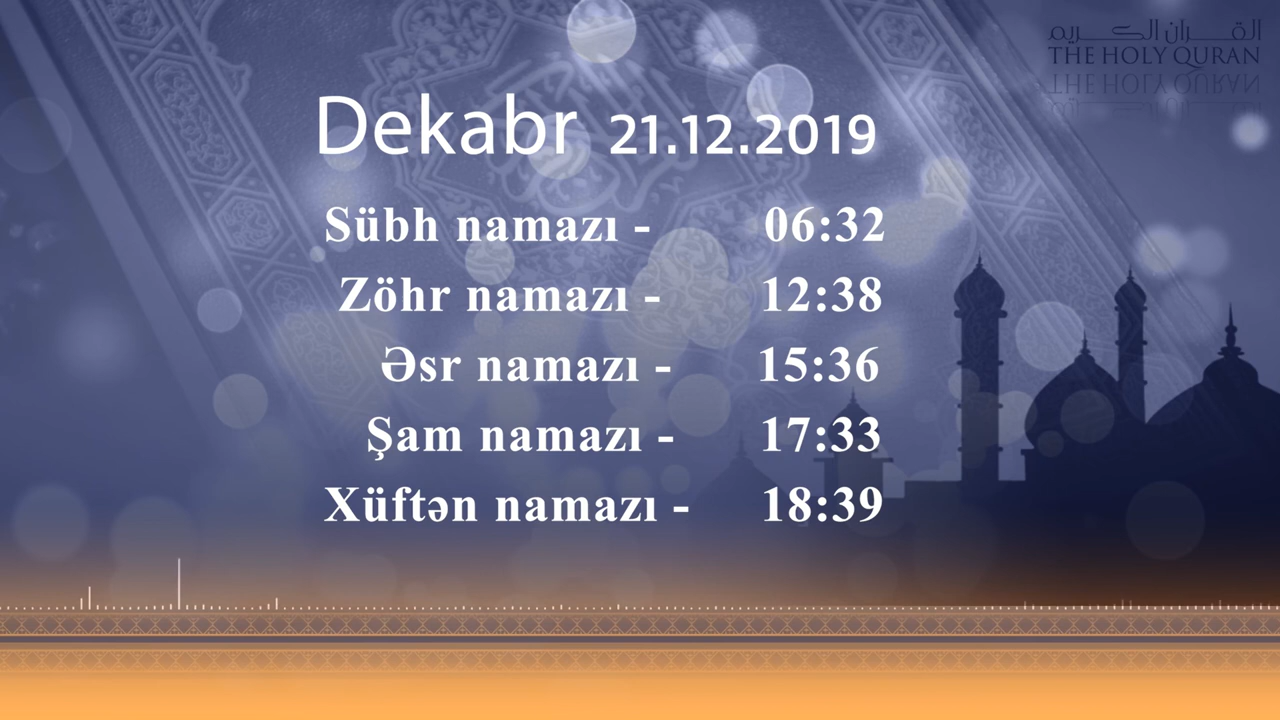 القرآن الكريم
THE HOLY QURAN
Dekabr 21.12.2019
Sübh namazı - 06:32
Zöhr namazı - 12:38
Əsr namazı - 15:36
Şam namazı - 17:33
Xüftən namazı - 18:39